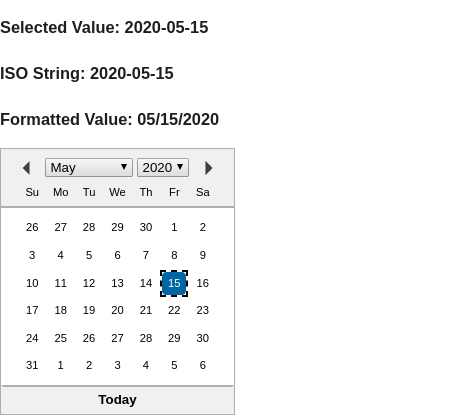 Selected Value: 2020-05-15
ISO String: 2020-05-15
Formatted Value: 05/15/2020
May 2020
Su Mo Tu We Th Fr Sa
26 27 28 29 30 1 2
3 4 5 6 7 8 9
10 11 12 13 14 15 16
17 18 19 20 21 22 23
24 25 26 27 28 29 30
31 1 2 3 4 5 6
Today